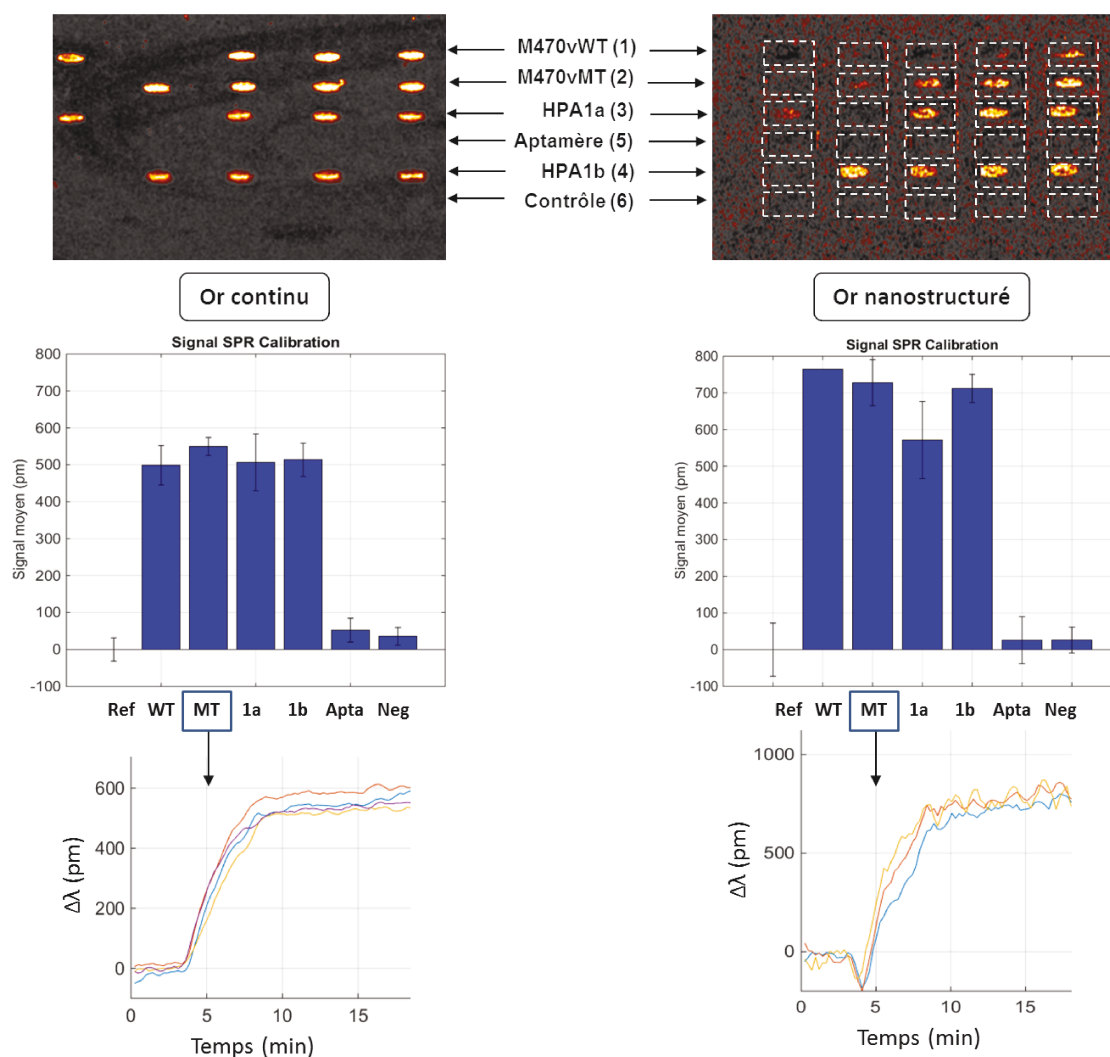 M470vWT (1)
M470vMT (2)
HPA1a (3)
Aptamère (5)
HPA1b (4)
Contrôle (6)
Or continu
Or nanostructuré
Signal SPR Calibration
800
700
600
500
400
300
200
100
0
-100
Signal moyen (pm)
Ref WT MT 1a 1b Apta Neg
Signal SPR Calibration
800
700
600
500
400
300
200
100
0
-100
Signal moyen (pm)
Ref WT MT 1a 1b Apta Neg
600
400
200
0
Δλ (pm)
0 5 10 15
Temps (min)
1000
500
0
Δλ (pm)
0 5 10 15
Temps (min)